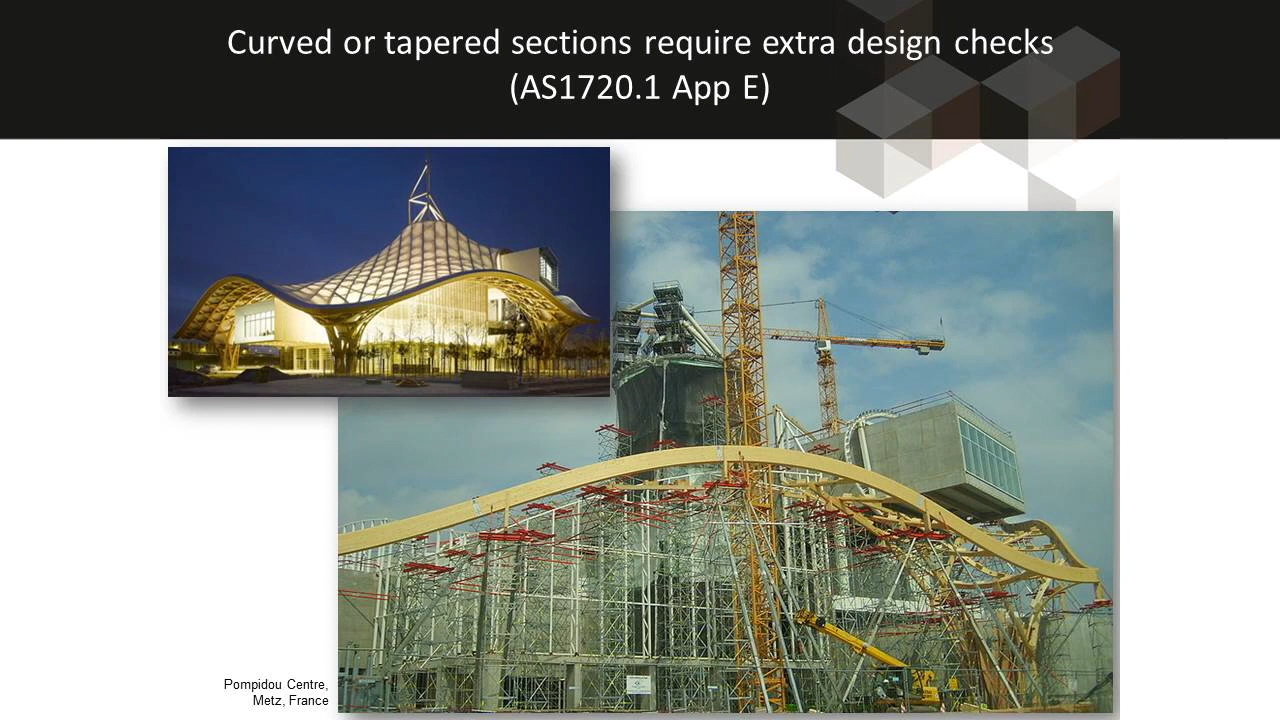 Curved or tapered sections require extra design checks
(AS1720.1 App E)
Pompidou Centre,
Metz, France